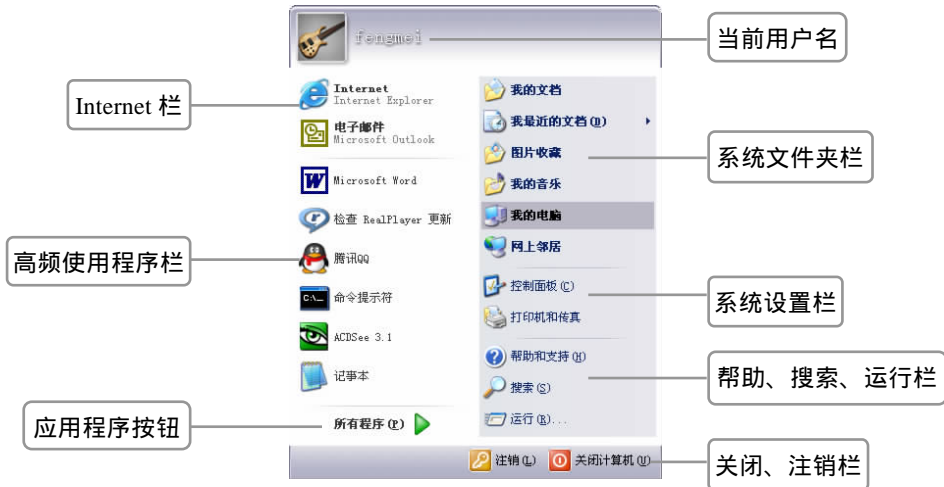 fengmei
当前用户名
Internet 栏
Internet
Internet Explorer
电子邮件
Microsoft Outlook
Microsoft Word
检查 RealPlayer 更新
高频使用程序栏
腾讯QQ
命令提示符
C:\_
ACDSee 3.1
记事本
应用程序按钮
所有程序(P)
我的文档
我最近的文档(D)
图片收藏
系统文件夹栏
我的音乐
我的电脑
网上邻居
控制面板(C)
系统设置栏
打印机和传真
帮助和支持(H)
帮助、搜索、运行栏
搜索(S)
运行(R)...
注销(L)
关闭计算机(U)
关闭、注销栏